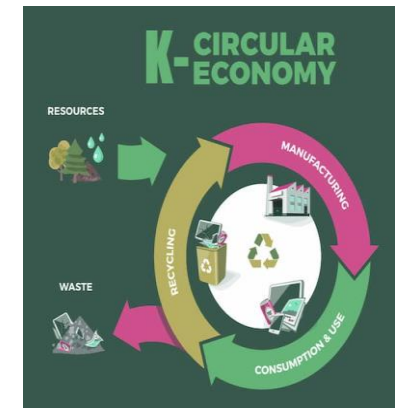 K- CIRCULAR
ECONOMY
RESOURCES
MANUFACTURING
RECYCLING
WASTE
CONSUMPTION & USE